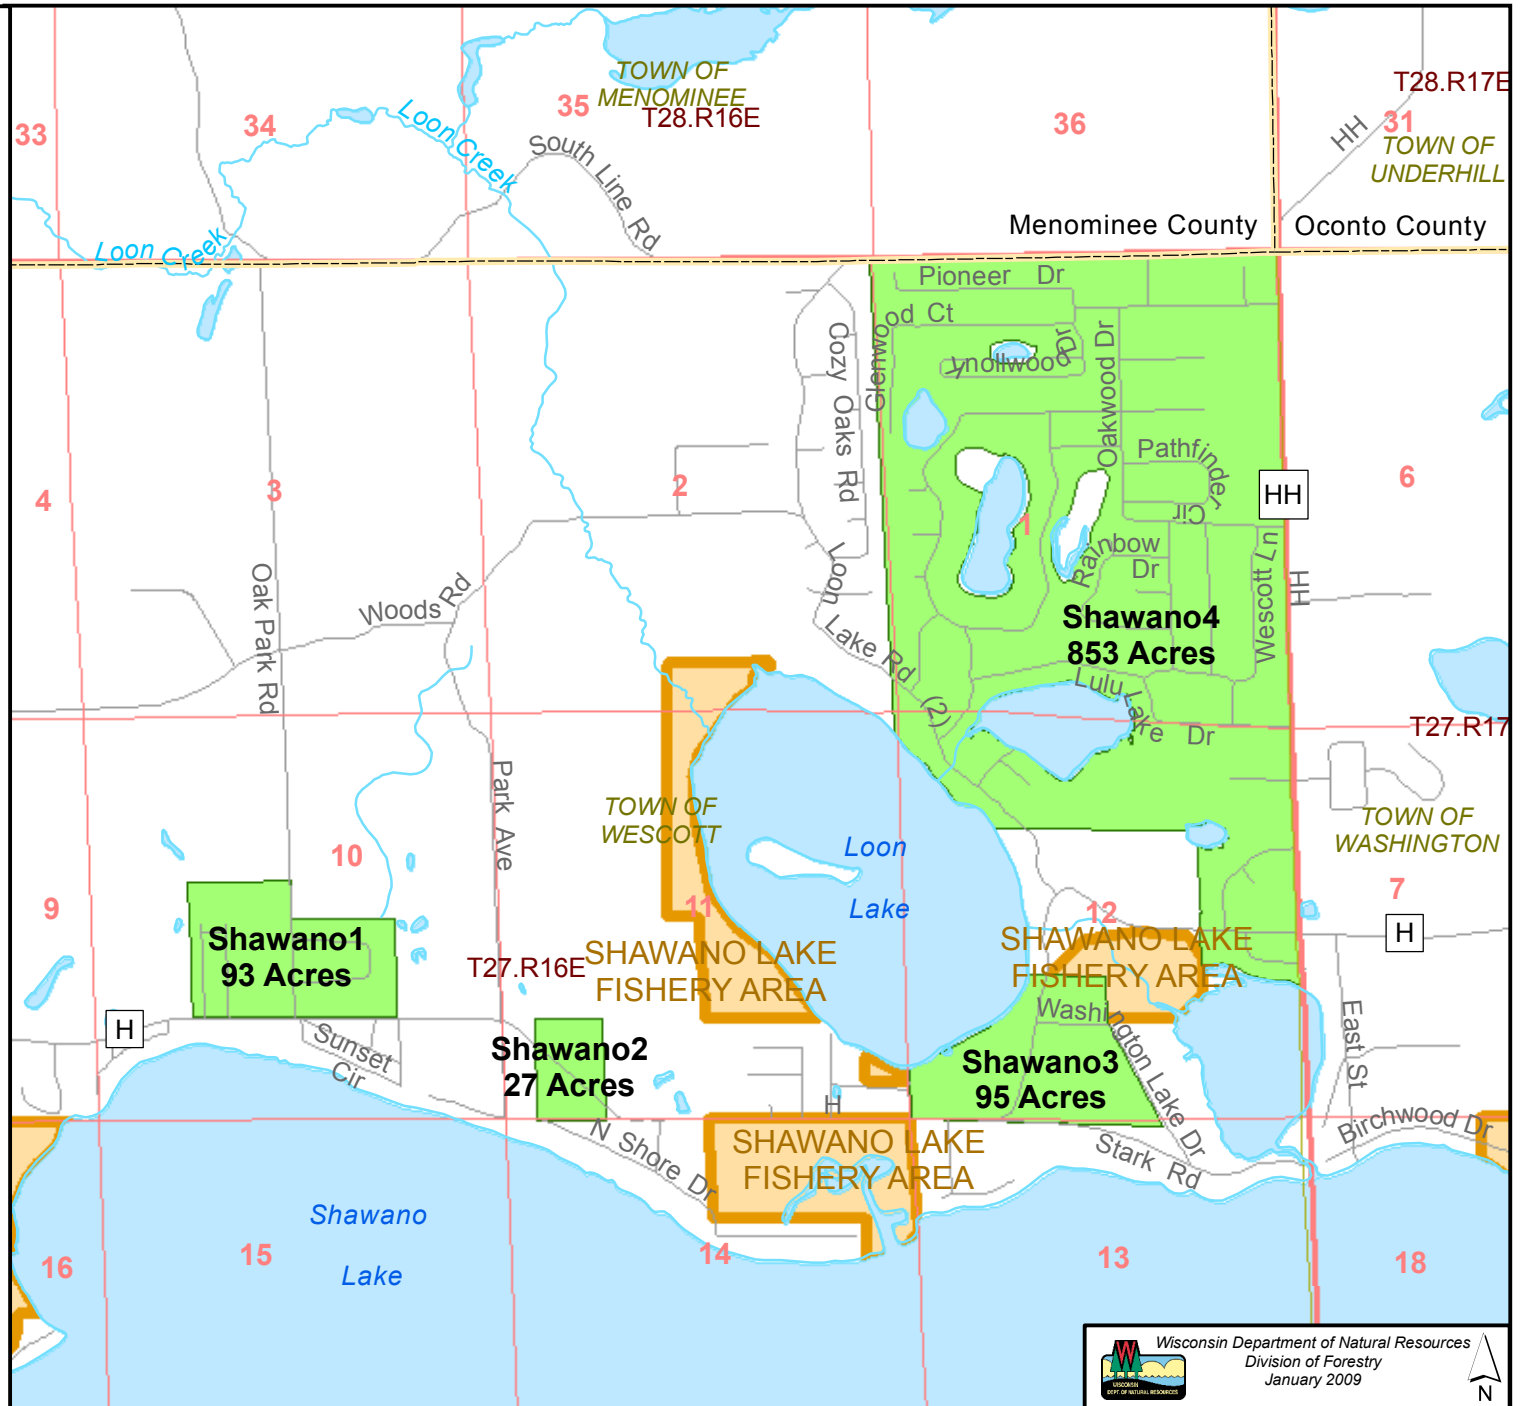 TOWN OF
MENOMINEE
T28.R16E
T28.R17E
33
34
35
36
31
HH
TOWN OF
UNDERHILL
Loon Creek
South Line Rd
Loon Creek
Menominee County
Oconto County
Pioneer Dr
Glenwood Ct
Knollwood Dr
Oakwood Dr
Cozy Oaks Rd
Pathfinder Cir
4
3
2
1
6
HH
Rainbow
Dr
Wescott Ln
HH
Oak Park Rd
Woods Rd
Loon Lake Rd (2)
Shawano4
853 Acres
Lulu Lake Dr
T27.R17
Park Ave
TOWN OF
WESCOTT
TOWN OF
WASHINGTON
Loon
Lake
9
10
11
12
7
H
Shawano1
93 Acres
T27.R16E
SHAWANO LAKE
FISHERY AREA
SHAWANO LAKE
FISHERY AREA
Washington Lake Dr
H
Sunset
Cir
Shawano2
27 Acres
Shawano3
95 Acres
East St
H
N Shore Dr
SHAWANO LAKE
FISHERY AREA
Stark Rd
Birchwood Dr
Shawano
Lake
16
15
14
13
18
Wisconsin Department of Natural Resources
Division of Forestry
January 2009
N
W
WISCONSIN
DEPT. OF NATURAL RESOURCES